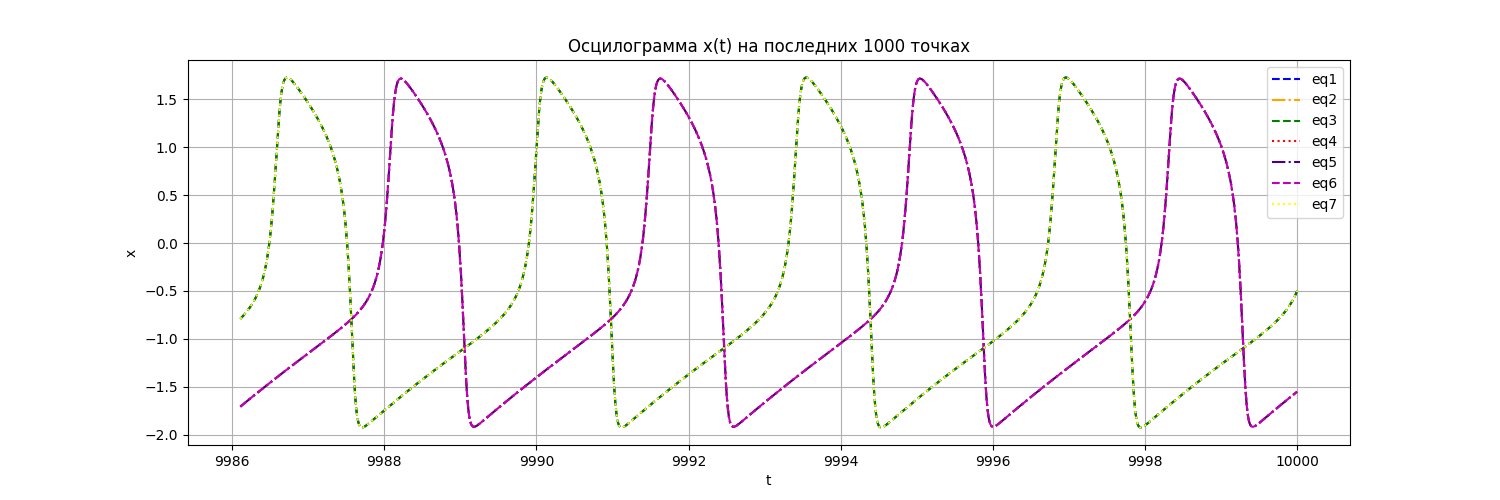 Осцилограмма x(t) на последних 1000 точках
x
1.5
1.0
0.5
0.0
−0.5
−1.0
−1.5
−2.0
eq1
eq2
eq3
eq4
eq5
eq6
eq7
9986
9988
9990
9992
9994
9996
9998
10000
t